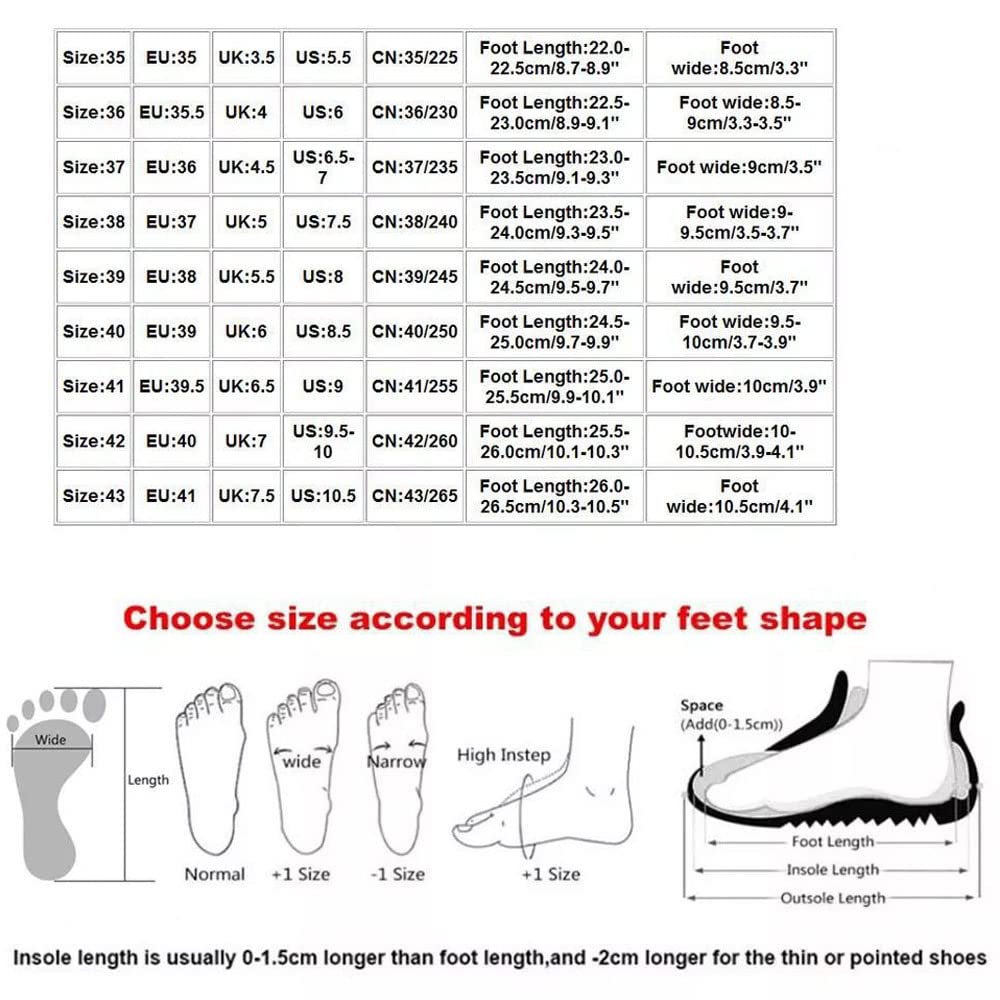 Size:35 EU:35 UK:3.5 US:5.5 CN:35/225 Foot Length:22.0-22.5cm/8.7-8.9" Foot wide:8.5cm/3.3"
Size:36 EU:35.5 UK:4 US:6 CN:36/230 Foot Length:22.5-23.0cm/8.9-9.1" Foot wide:8.5-9cm/3.3-3.5"
Size:37 EU:36 UK:4.5 US:6.5-7 CN:37/235 Foot Length:23.0-23.5cm/9.1-9.3" Foot wide:9cm/3.5"
Size:38 EU:37 UK:5 US:7.5 CN:38/240 Foot Length:23.5-24.0cm/9.3-9.5" Foot wide:9-9.5cm/3.5-3.7"
Size:39 EU:38 UK:5.5 US:8 CN:39/245 Foot Length:24.0-24.5cm/9.5-9.7" Foot wide:9.5cm/3.7"
Size:40 EU:39 UK:6 US:8.5 CN:40/250 Foot Length:24.5-25.0cm/9.7-9.9" Foot wide:9.5-10cm/3.7-3.9"
Size:41 EU:39.5 UK:6.5 US:9 CN:41/255 Foot Length:25.0-25.5cm/9.9-10.1" Foot wide:10cm/3.9"
Size:42 EU:40 UK:7 US:9.5-10 CN:42/260 Foot Length:25.5-26.0cm/10.1-10.3" Footwide:10-10.5cm/3.9-4.1"
Size:43 EU:41 UK:7.5 US:10.5 CN:43/265 Foot Length:26.0-26.5cm/10.3-10.5" Foot wide:10.5cm/4.1"
Choose size according to your feet shape
Wide
Length
Normal
wide
+1 Size
Narrow
-1 Size
High Instep
+1 Size
Space
(Add(0-1.5cm))
Foot Length
Insole Length
Outsole Length
Insole length is usually 0-1.5cm longer than foot length,and -2cm longer for the thin or pointed shoes